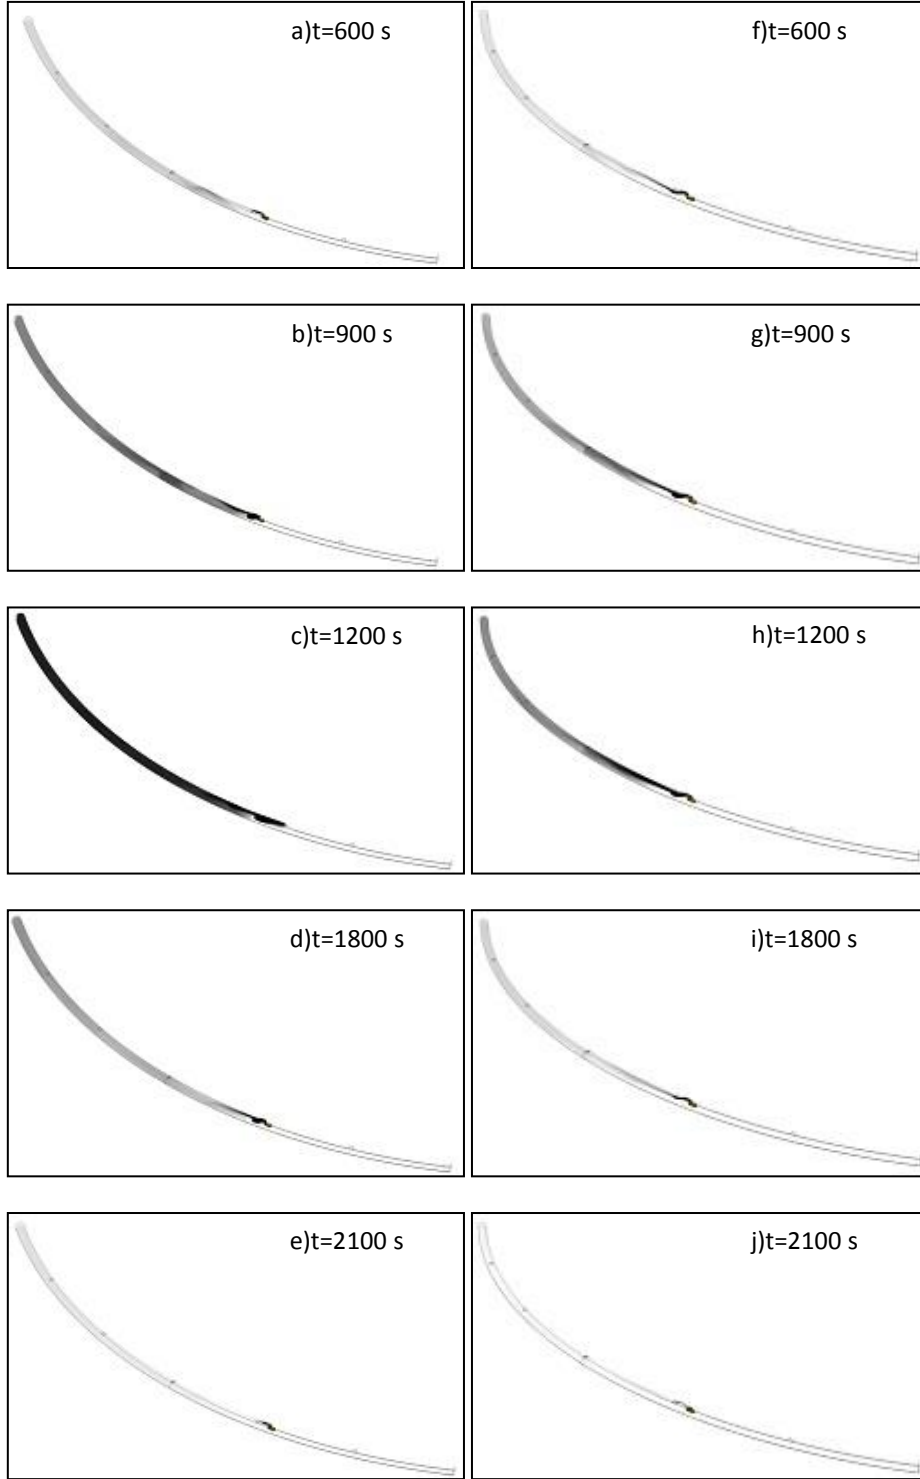 a)t=600 s
f)t=600 s
b)t=900 s
g)t=900 s
c)t=1200 s
h)t=1200 s
d)t=1800 s
i)t=1800 s
e)t=2100 s
j)t=2100 s